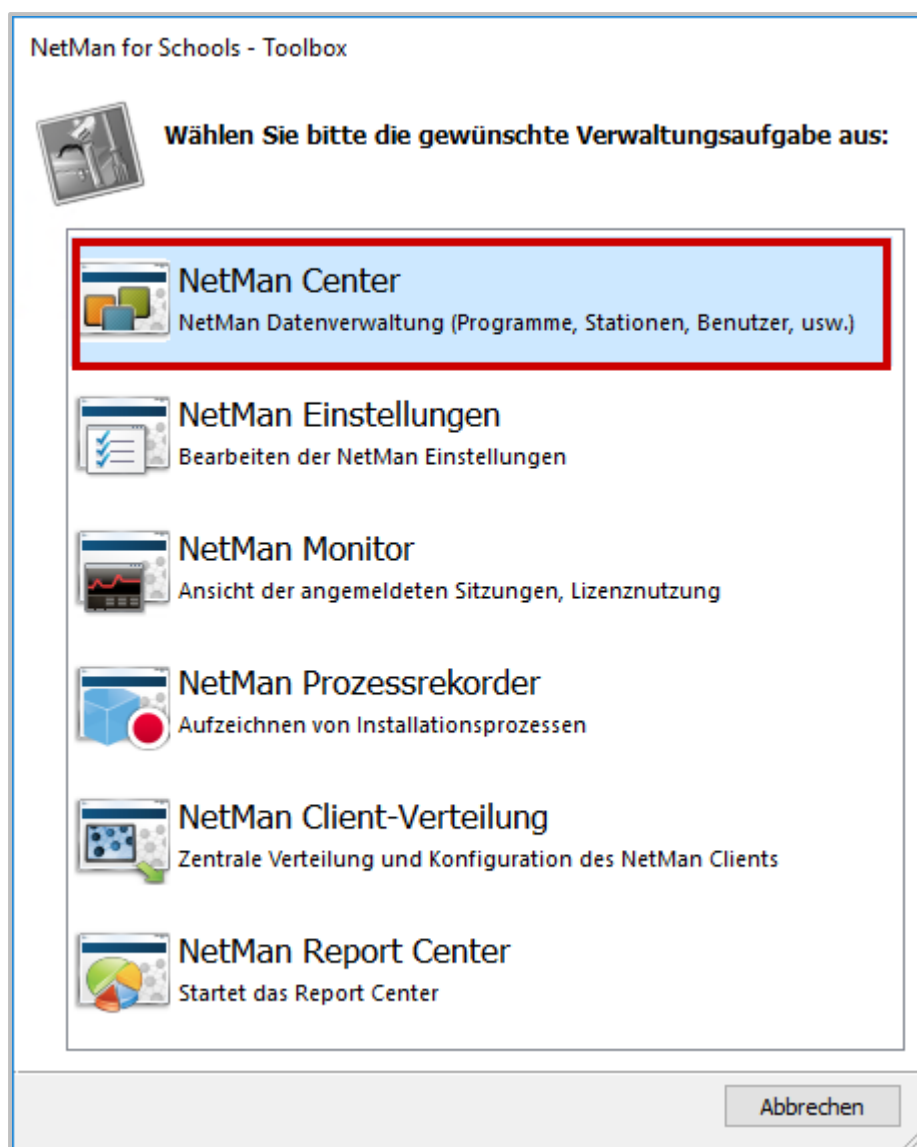 NetMan for Schools - Toolbox
Wählen Sie bitte die gewünschte Verwaltungsaufgabe aus:
NetMan Center
NetMan Datenverwaltung (Programme, Stationen, Benutzer, usw.)
NetMan Einstellungen
Bearbeiten der NetMan Einstellungen
NetMan Monitor
Ansicht der angemeldeten Sitzungen, Lizenznutzung
NetMan Prozessrekorder
Aufzeichnen von Installationsprozessen
NetMan Client-Verteilung
Zentrale Verteilung und Konfiguration des NetMan Clients
NetMan Report Center
Startet das Report Center
Abbrechen